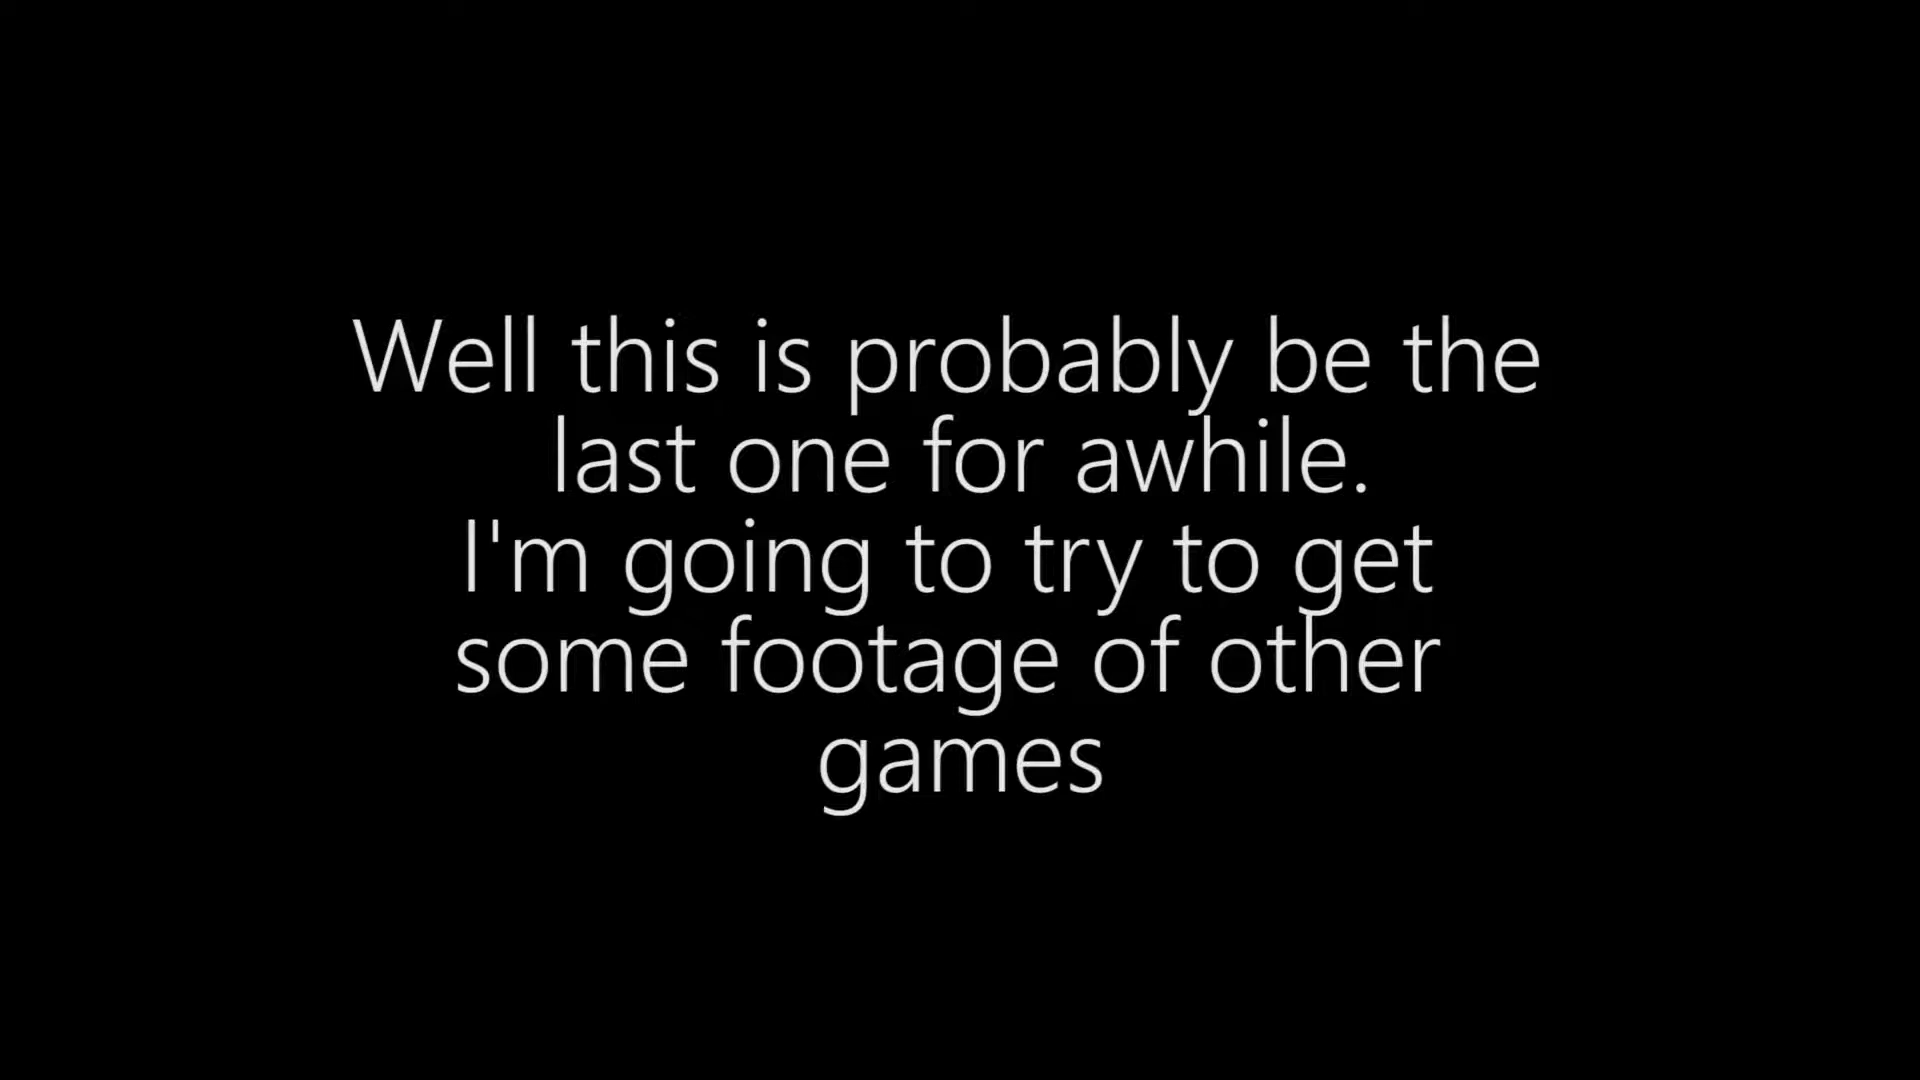 Well this is probably be the
last one for awhile.
I'm going to try to get
some footage of other
games